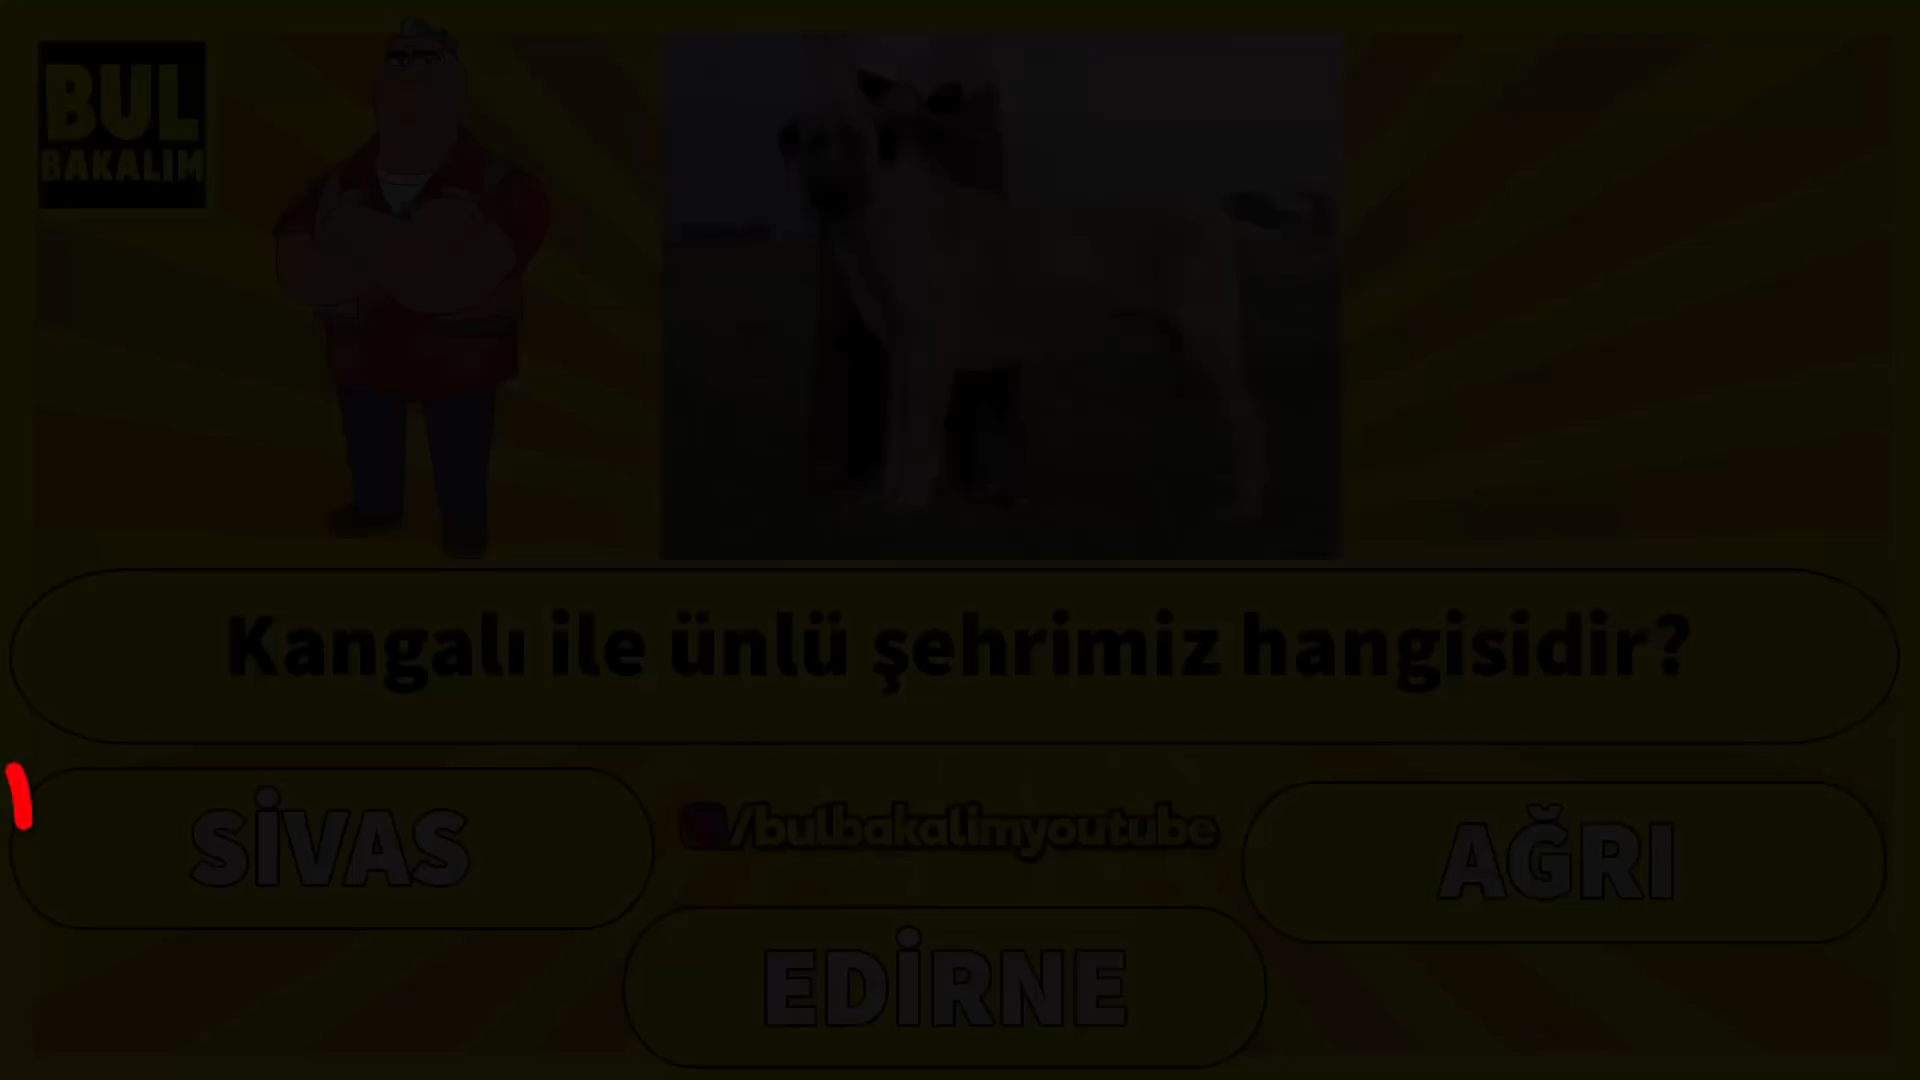 BUL
BAKALIM
Kangalı ile ünlü şehrimiz hangisidir?
SİVAS
/bulbakalimyoutube
AĞRI
EDİRNE